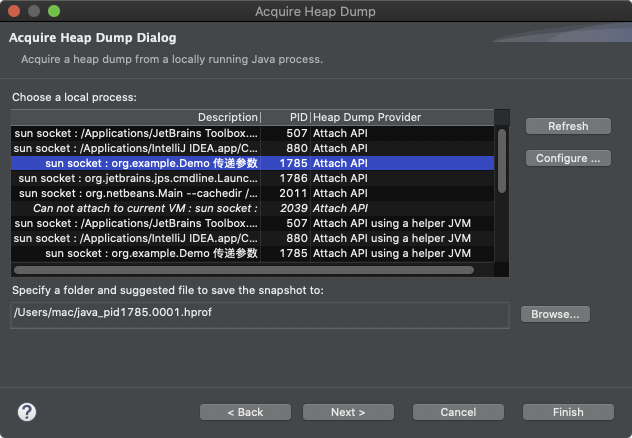 Acquire Heap Dump
Acquire Heap Dump Dialog
Acquire a heap dump from a locally running Java process.
Choose a local process:
Description PID Heap Dump Provider
sun socket : /Applications/JetBrains Toolbox.... 507 Attach API
sun socket : /Applications/IntelliJ IDEA.app/C... 880 Attach API
sun socket : org.example.Demo 传递参数 1785 Attach API
sun socket : org.jetbrains.jps.cmdline.Launc... 1786 Attach API
sun socket : org.netbeans.Main --cachedir /... 2011 Attach API
Can not attach to current VM : sun socket : 2039 Attach API
sun socket : /Applications/JetBrains Toolbox.... 507 Attach API using a helper JVM
sun socket : /Applications/IntelliJ IDEA.app/C... 880 Attach API using a helper JVM
sun socket : org.example.Demo 传递参数 1785 Attach API using a helper JVM
Refresh
Configure ...
Specify a folder and suggested file to save the snapshot to:
/Users/mac/java_pid1785.0001.hprof
Browse...
? < Back Next > Cancel Finish